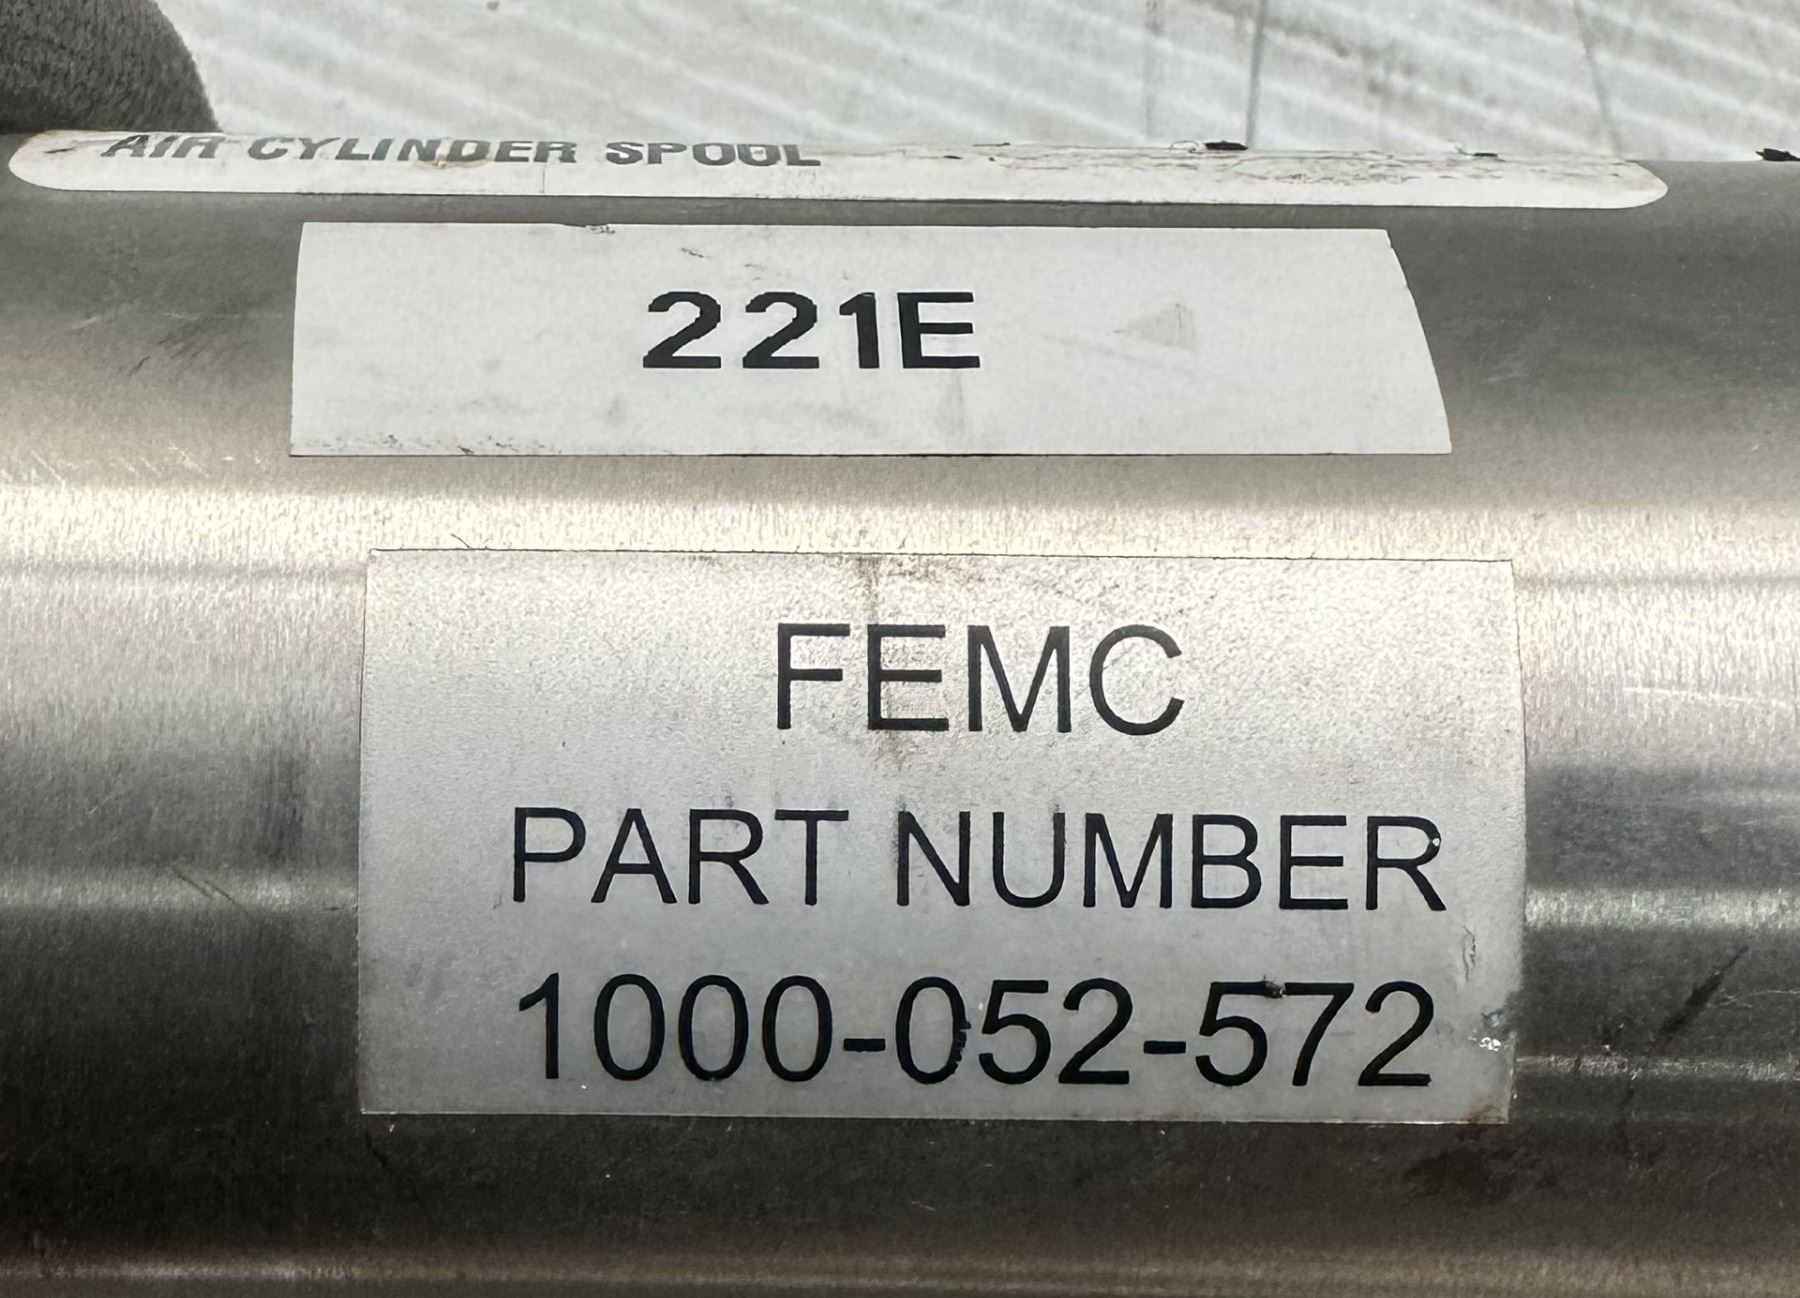 AIR CYLINDER SPOOL
221E
FEMC
PART NUMBER
1000-052-572